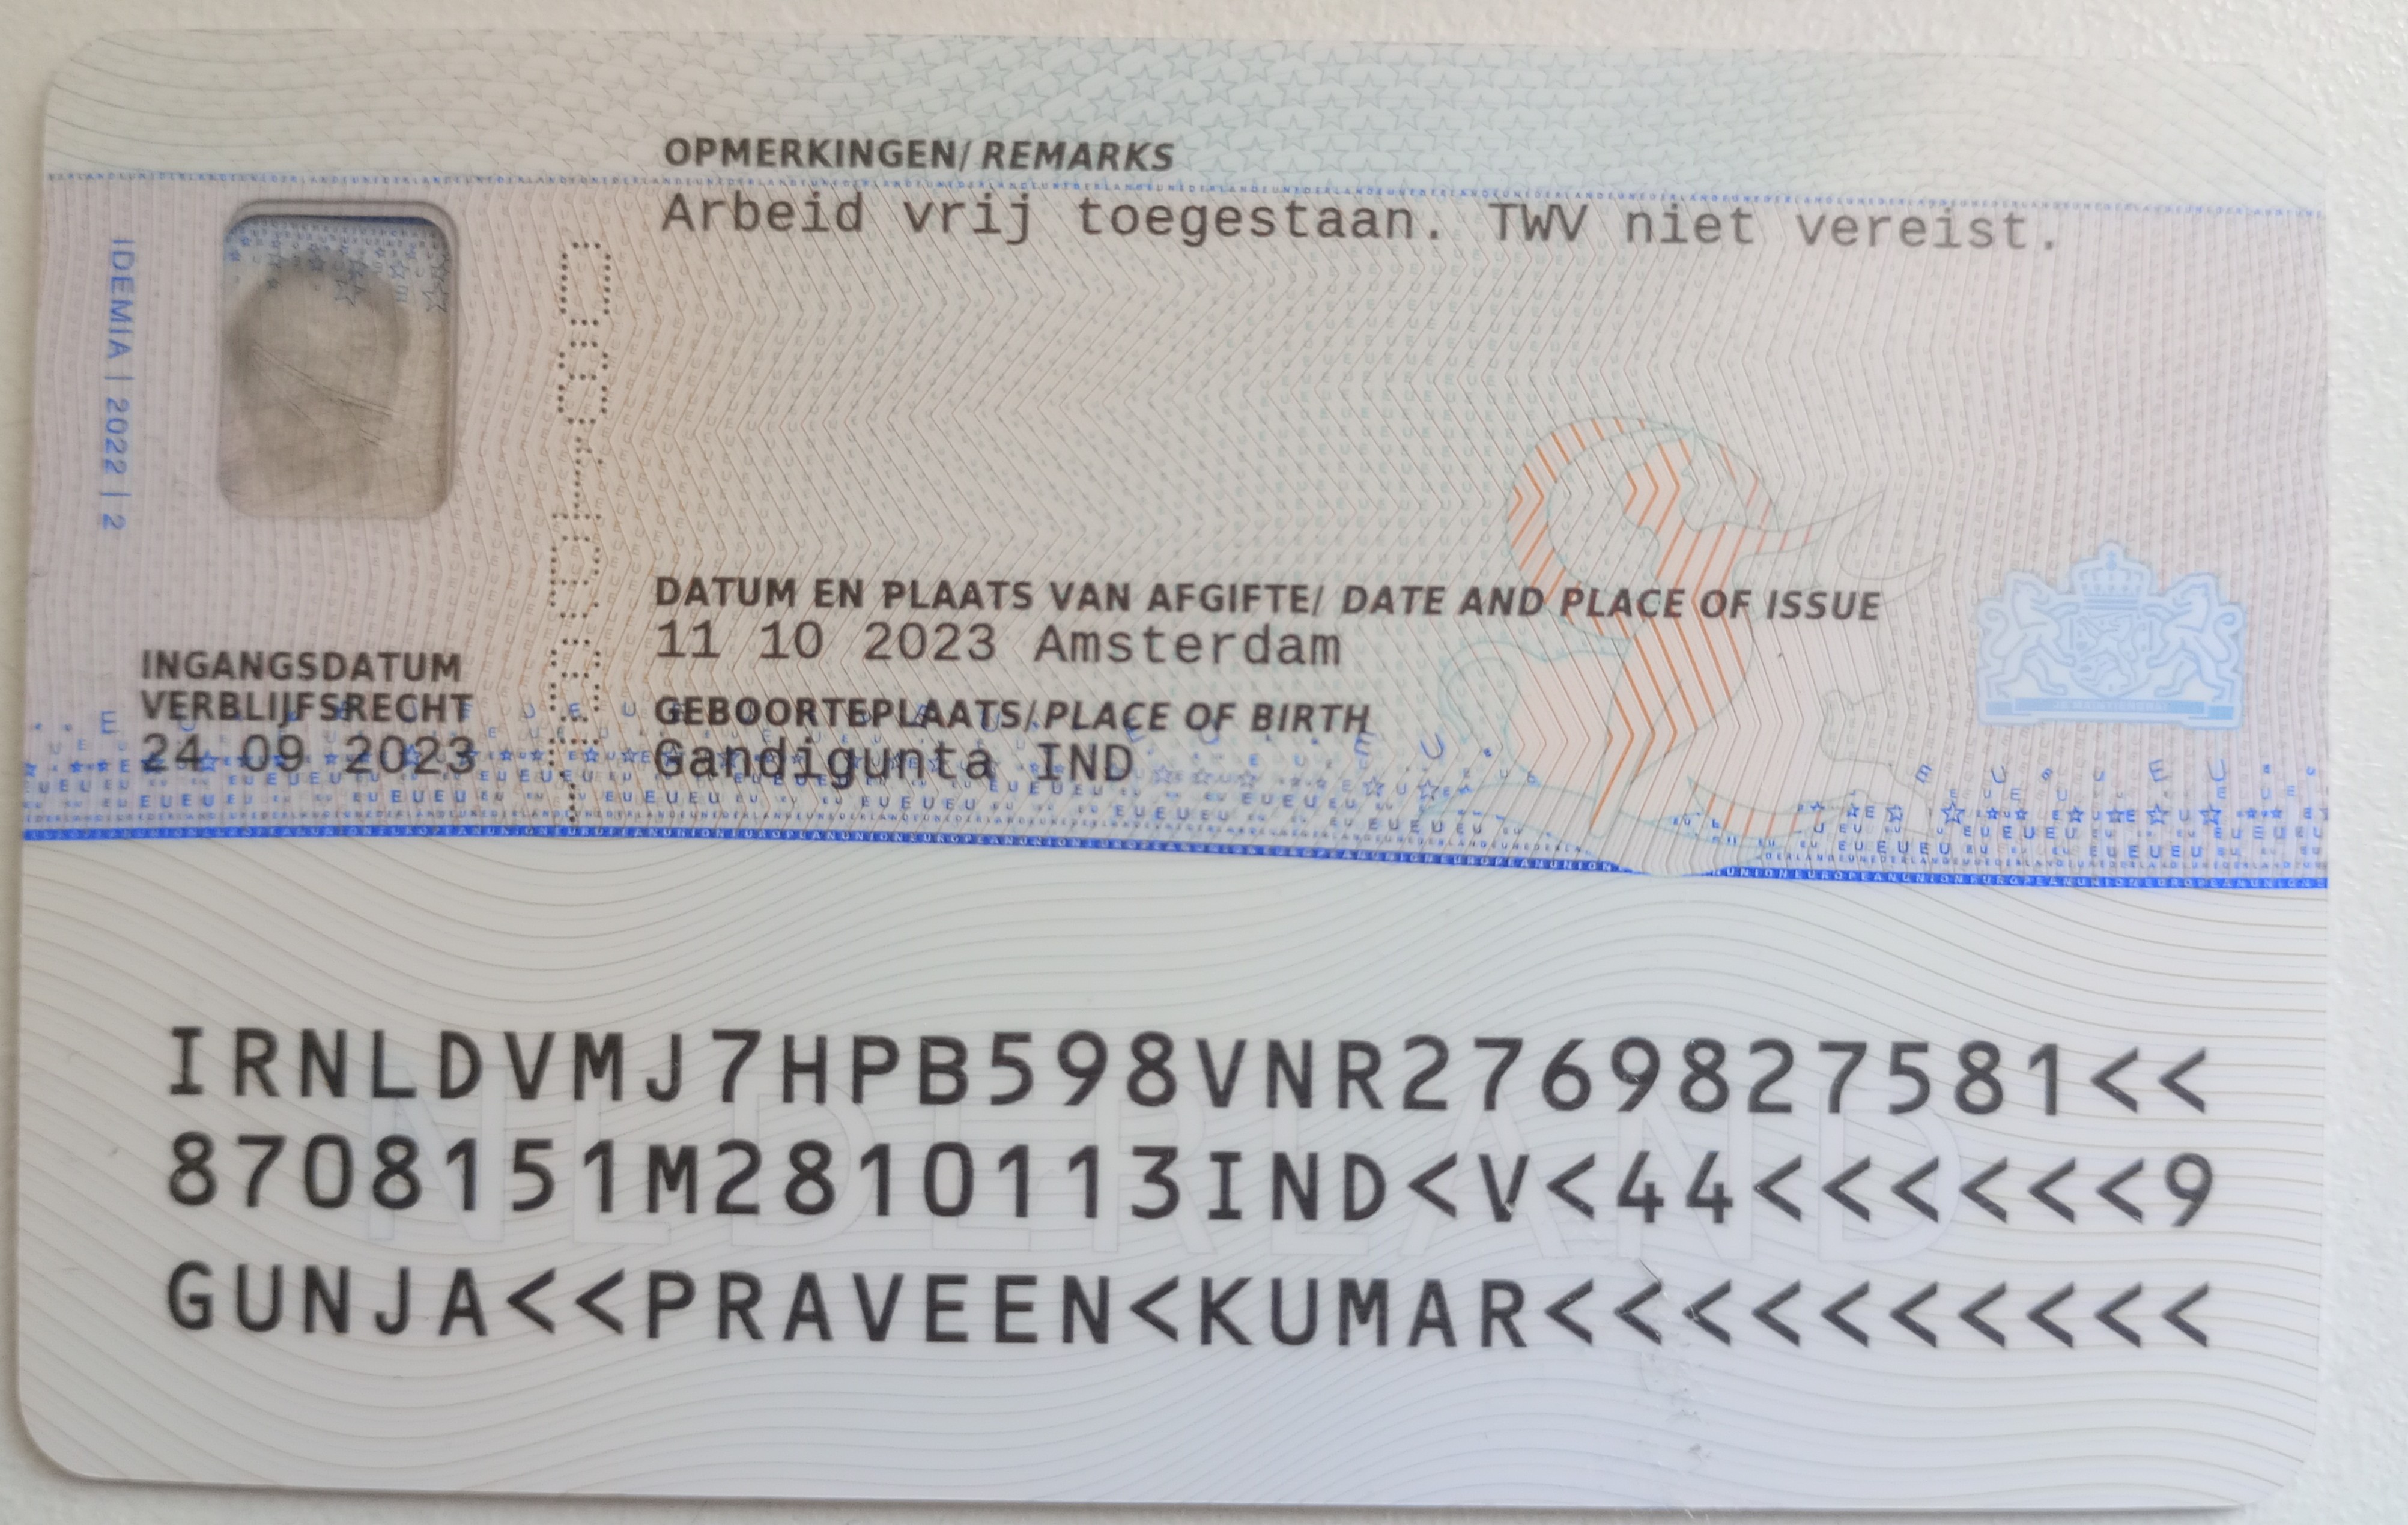 OPMERKINGEN/ REMARKS
Arbeid vrij toegestaan. TWV niet vereist.
IDEMIA | 2022 | 2
DATUM EN PLAATS VAN AFGIFTE/ DATE AND PLACE OF ISSUE
11 10 2023 Amsterdam
INGANGSDATUM
VERBLIJFSRECHT
24 09 2023
GEBOORTEPLAATS/ PLACE OF BIRTH
Gandigunta IND
IRNLDVMJ7HPB598VNR2769827581<<
8708151M2810113IND<V<44<<<<<<9
GUNJA<<PRAVEEN<KUMAR<<<<<<<<<<